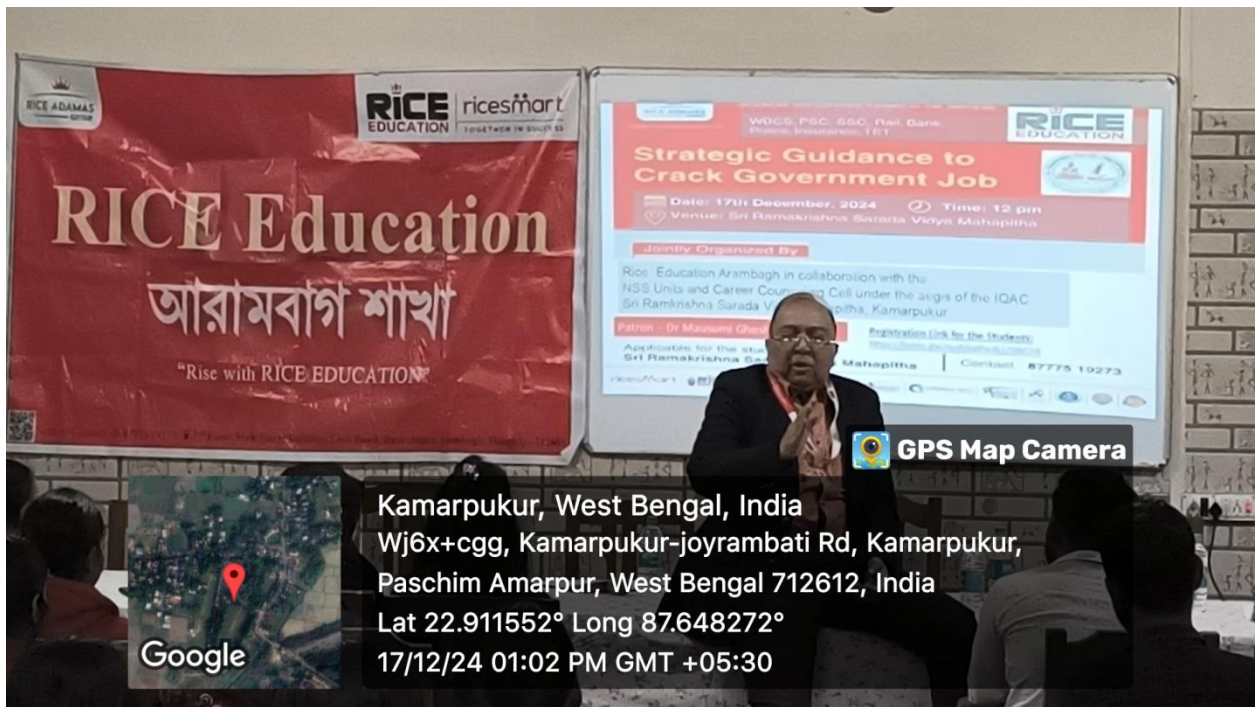 RICE ADAMAS
GROUP
RICE
EDUCATION
ricesmart
TOGETHER IN SUCCESS
RICE Education
আরামবাগ শাখা
"Rise with RICE EDUCATION"
WBCS, PSC, SSC, Rail, Bank,
Police, Insurance, TET
RICE
EDUCATION
Strategic Guidance to
Crack Government Job
Date: 17th December, 2024 Time: 12 pm
Venue: Sri Ramakrishna Sarada Vidya Mahapitha
Jointly Organized By
Rice Education Arambagh in collaboration with the
NSS Units and Career Coun Cell under the aegis of the IQAC
Sri Ramkrishna Sarada V apitha, Kamarpukur
Patron - Dr Mausumi Ghosh
Registration Link for the Students:
Applicable for the stu
Sri Ramakrishna Sa Mahapitha
Contact 87775 19273
ricesmart
GPS Map Camera
Kamarpukur, West Bengal, India
Wj6x+cgg, Kamarpukur-joyrambati Rd, Kamarpukur,
Paschim Amarpur, West Bengal 712612, India
Lat 22.911552° Long 87.648272°
17/12/24 01:02 PM GMT +05:30
Google